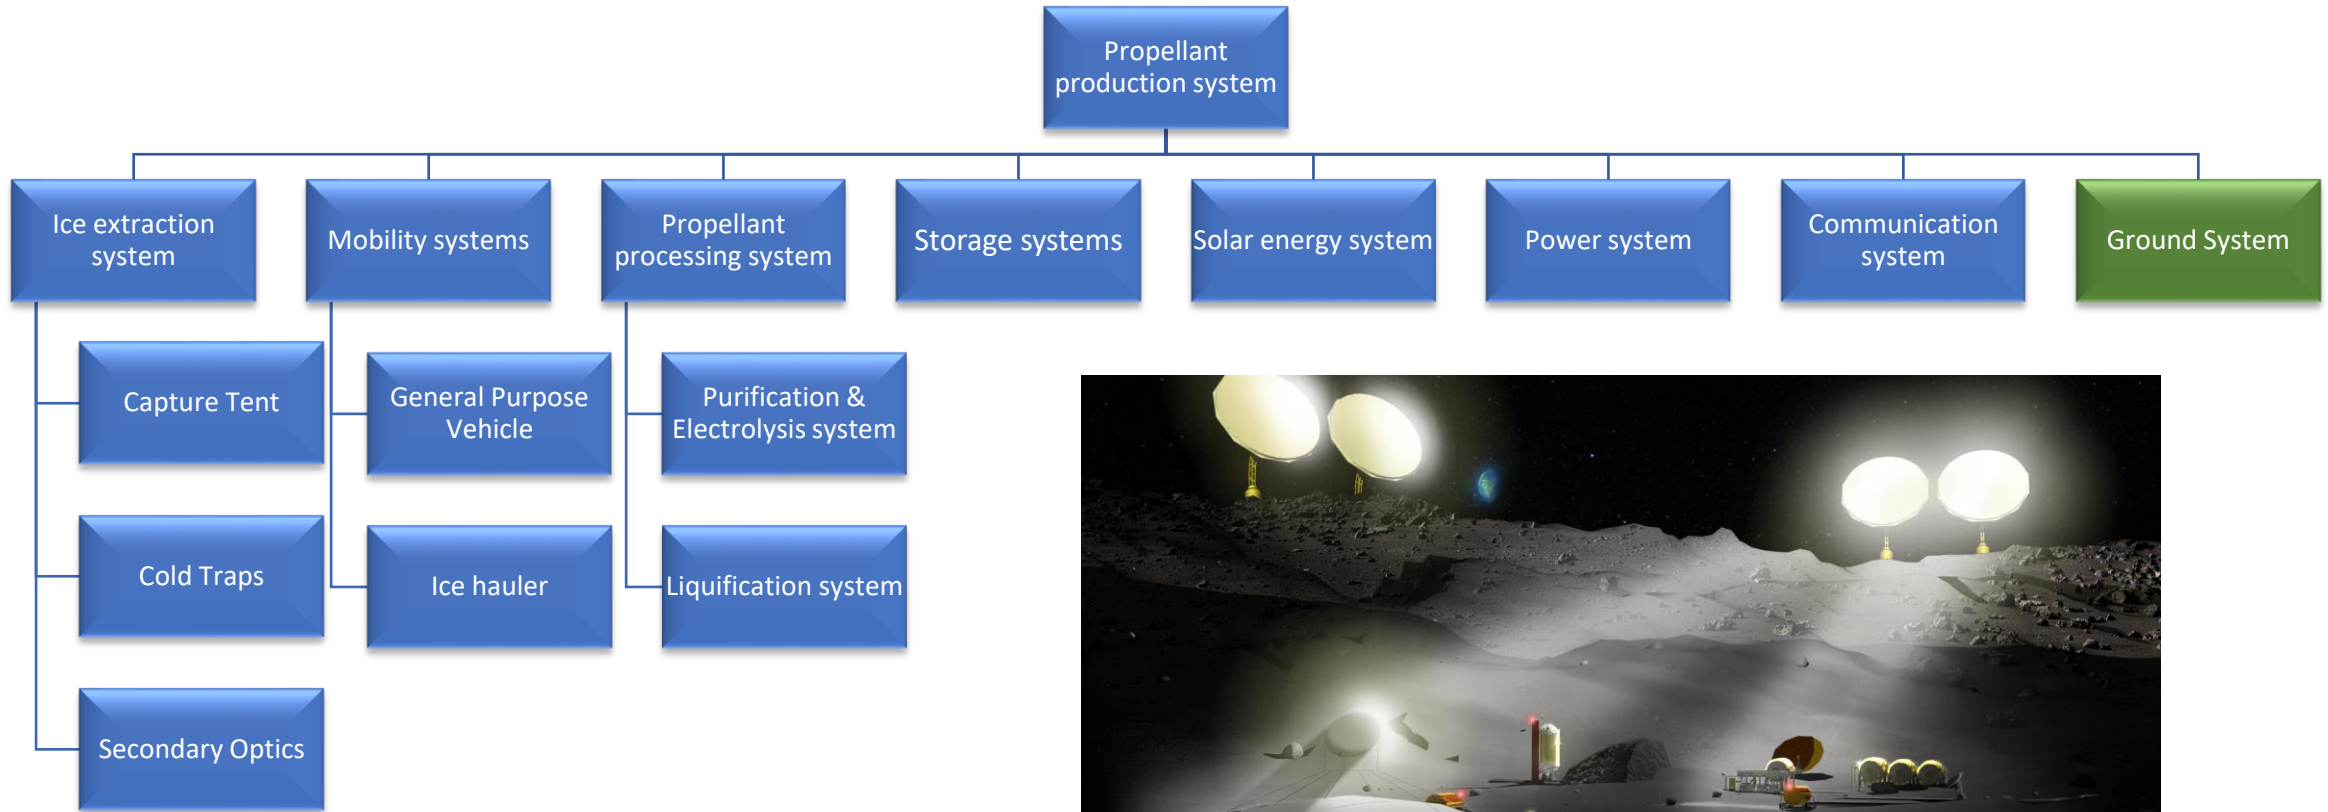 Propellant
production system
Ice extraction
system
Mobility systems
Propellant
processing system
Storage systems
Solar energy system
Power system
Communication
system
Ground System
Capture Tent
General Purpose
Vehicle
Purification &
Electrolysis system
Cold Traps
Ice hauler
Liquification system
Secondary Optics